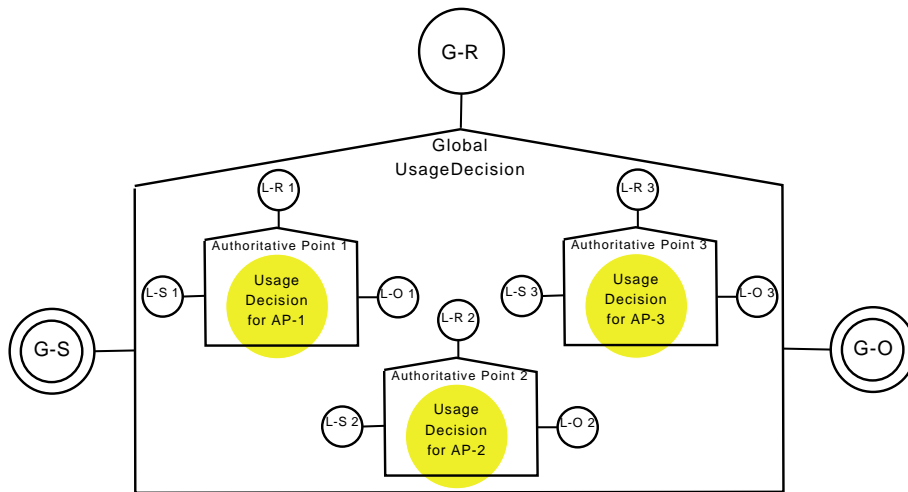 G-R
Global
UsageDecision
L-R 1
Authoritative Point 1
L-S 1
Usage
Decision
for AP-1
L-O 1
L-R 3
Authoritative Point 3
L-S 3
Usage
Decision
for AP-3
L-O 3
G-S
L-R 2
Authoritative Point 2
L-S 2
Usage
Decision
for AP-2
L-O 2
G-O